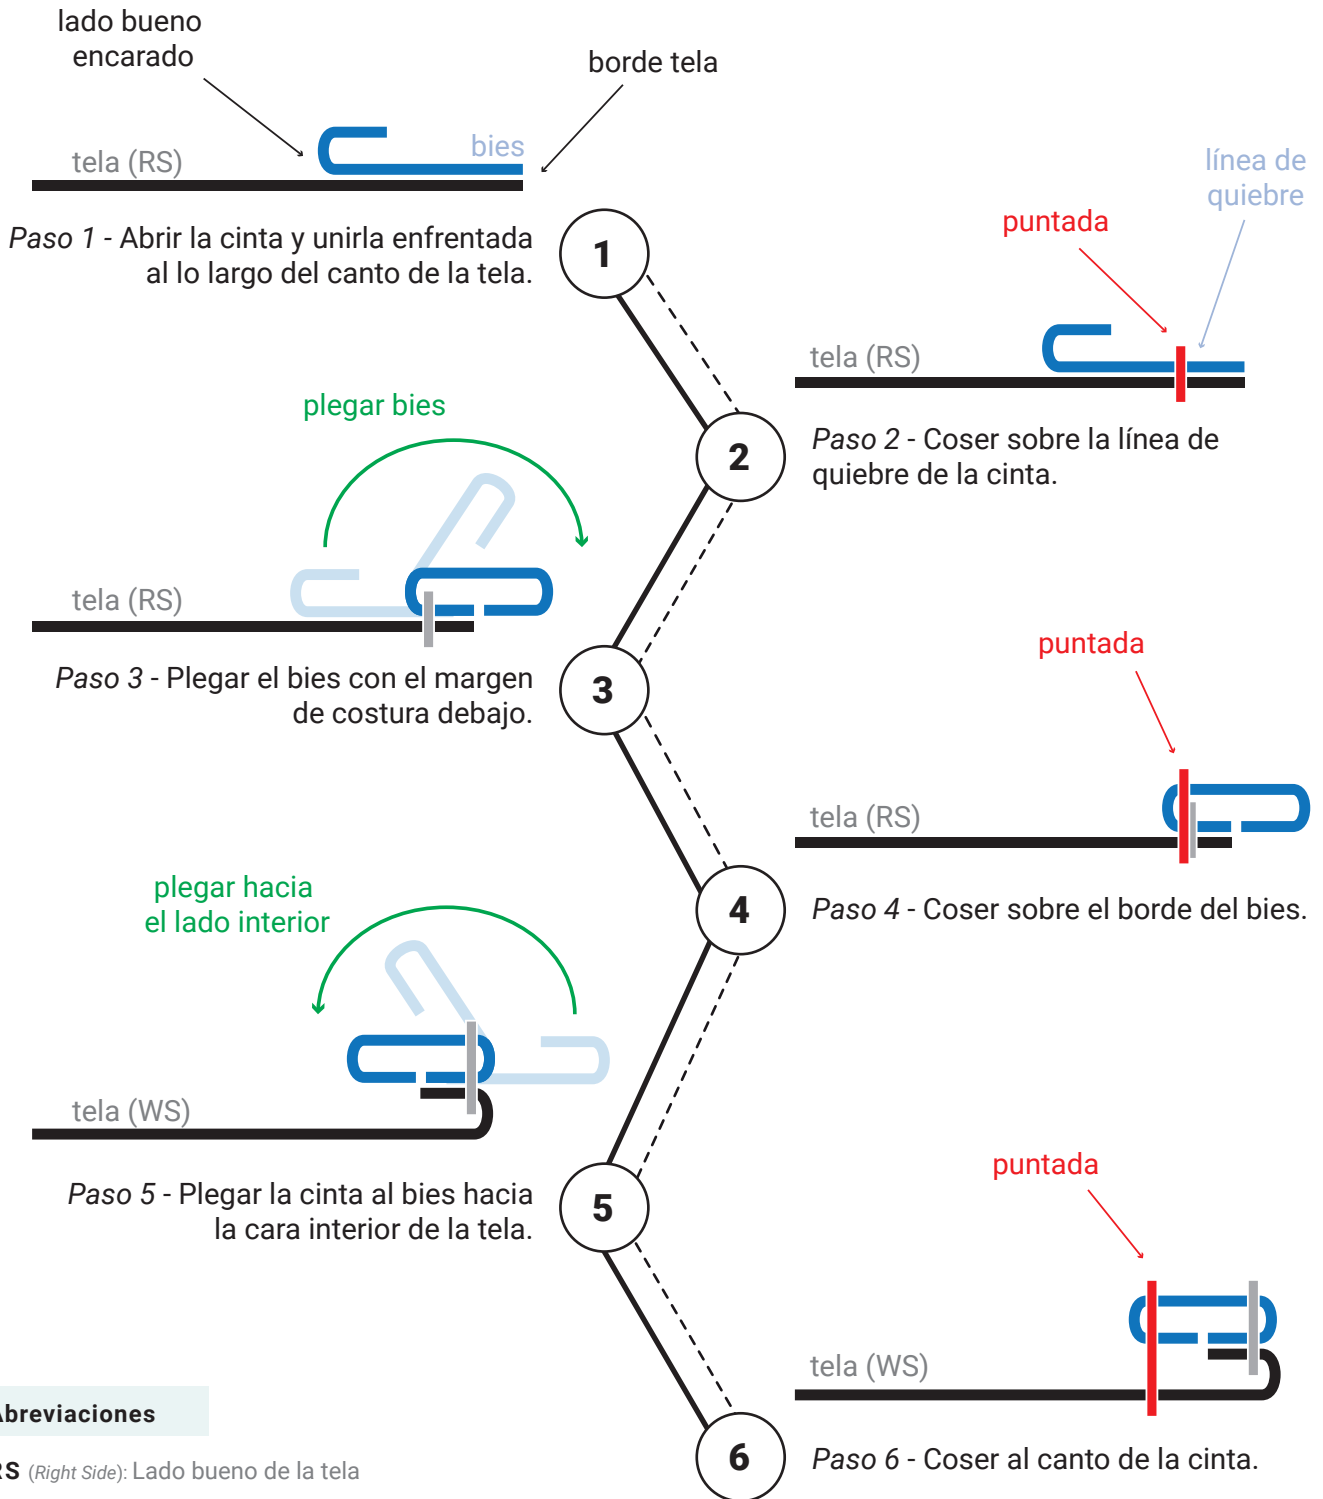 lado bueno
encarado
borde tela
tela (RS)
bies
Paso 1 - Abrir la cinta y unirla enfrentada
al lo largo del canto de la tela.
1
línea de
quiebre
puntada
tela (RS)
2
Paso 2 - Coser sobre la línea de
quiebre de la cinta.
plegar bies
tela (RS)
Paso 3 - Plegar el bies con el margen
de costura debajo.
3
puntada
tela (RS)
4
Paso 4 - Coser sobre el borde del bies.
plegar hacia
el lado interior
tela (WS)
Paso 5 - Plegar la cinta al bies hacia
la cara interior de la tela.
5
puntada
tela (WS)
6
Paso 6 - Coser al canto de la cinta.
Abreviaciones
RS (Right Side): Lado bueno de la tela